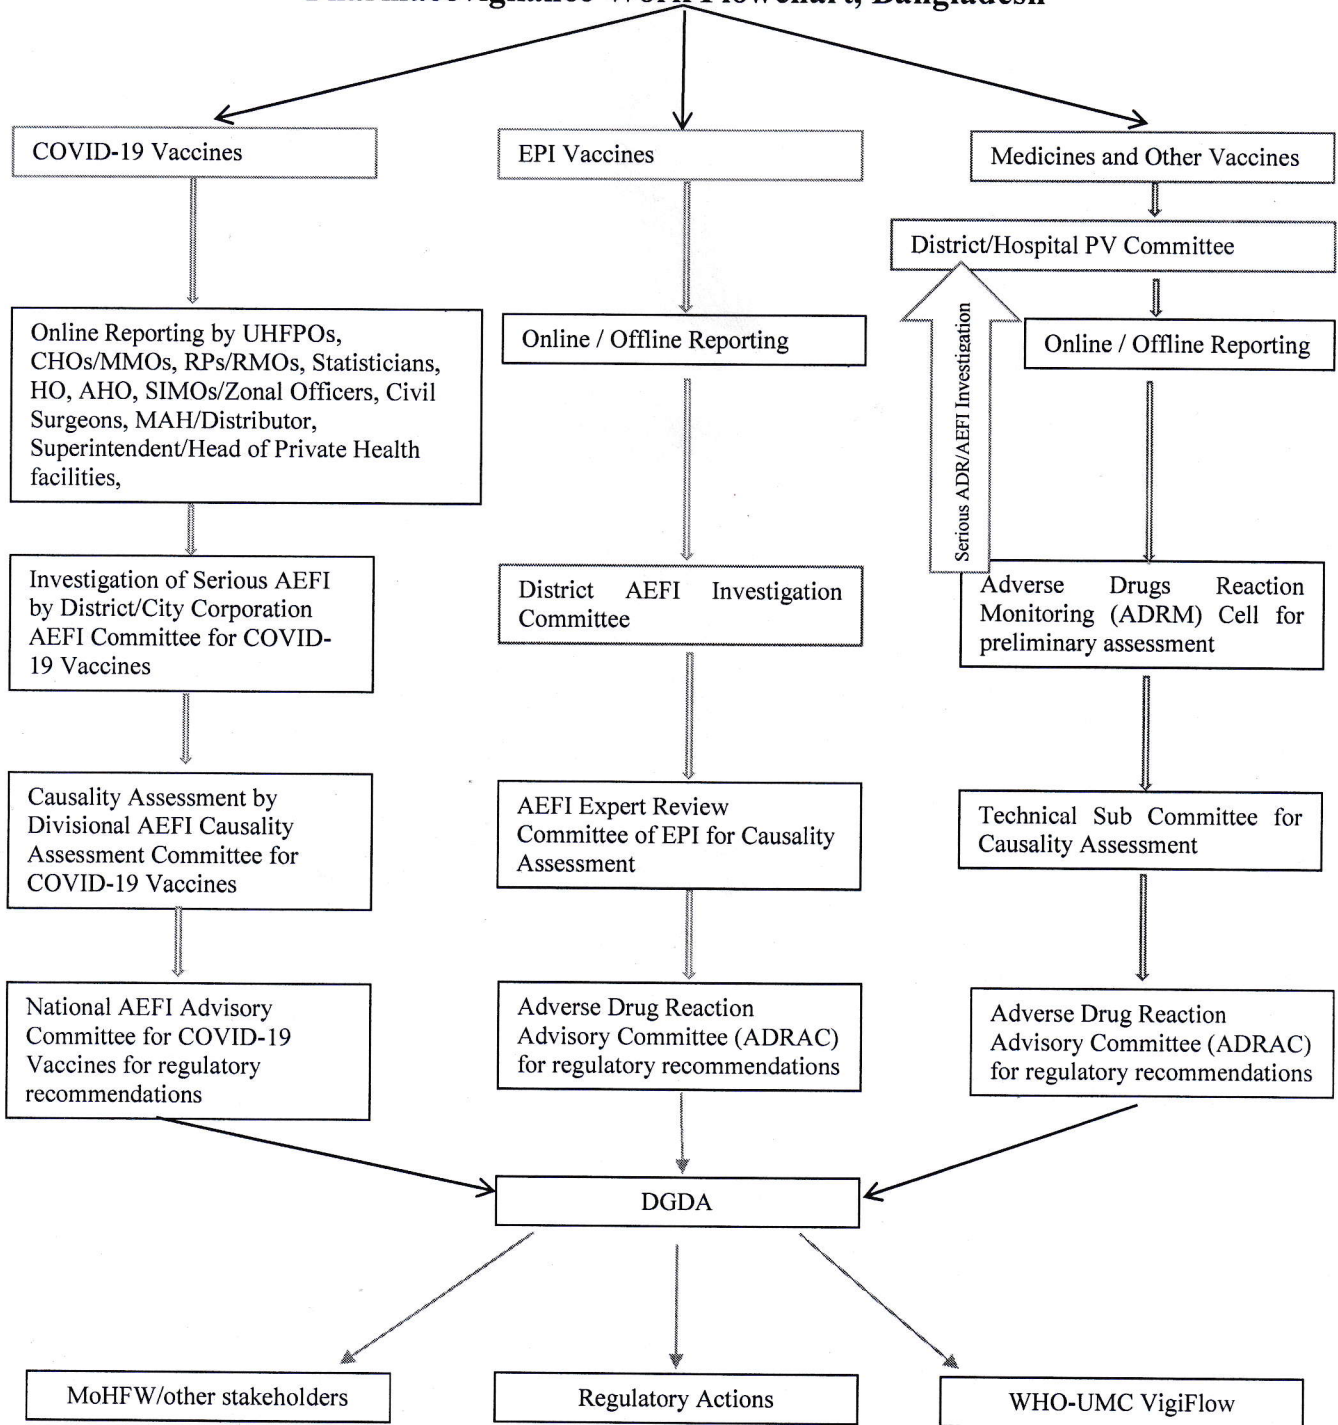 Pharmacovigilance Work Flowchart, Bangladesh
COVID-19 Vaccines
EPI Vaccines
Medicines and Other Vaccines
District/Hospital PV Committee
Online Reporting by UHFPOs,
CHOs/MMOs, RPs/RMOs, Statisticians,
HO, AHO, SIMOs/Zonal Officers, Civil
Surgeons, MAH/Distributor,
Superintendent/Head of Private Health
facilities,
Online / Offline Reporting
Online / Offline Reporting
Serious ADR/AEFI Investigation
Investigation of Serious AEFI
by District/City Corporation
AEFI Committee for COVID-
19 Vaccines
District AEFI Investigation
Committee
Adverse Drugs Reaction
Monitoring (ADRM) Cell for
preliminary assessment
Causality Assessment by
Divisional AEFI Causality
Assessment Committee for
COVID-19 Vaccines
AEFI Expert Review
Committee of EPI for Causality
Assessment
Technical Sub Committee for
Causality Assessment
National AEFI Advisory
Committee for COVID-19
Vaccines for regulatory
recommendations
Adverse Drug Reaction
Advisory Committee (ADRAC)
for regulatory recommendations
Adverse Drug Reaction
Advisory Committee (ADRAC)
for regulatory recommendations
DGDA
MoHFW/other stakeholders
Regulatory Actions
WHO-UMC VigiFlow